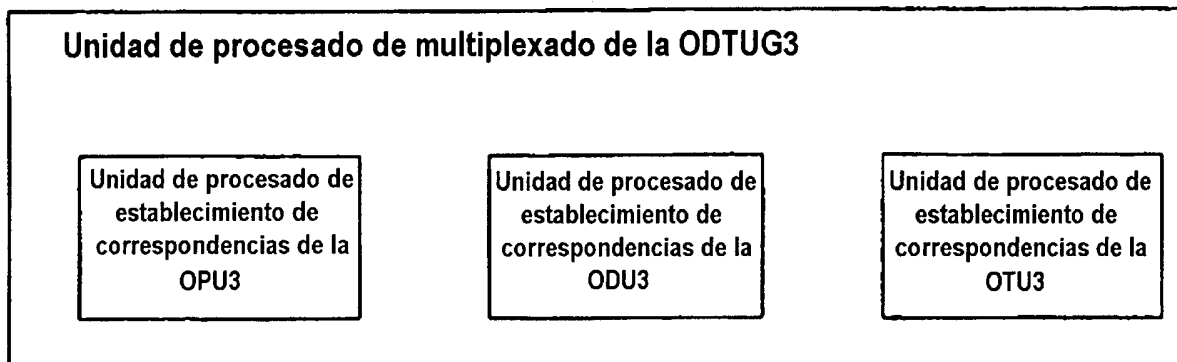 Unidad de procesado de multiplexado de la ODTUG3
Unidad de procesado de
establecimiento de
correspondencias de la
OPU3
Unidad de procesado de
establecimiento de
correspondencias de la
ODU3
Unidad de procesado de
establecimiento de
correspondencias de la
OTU3